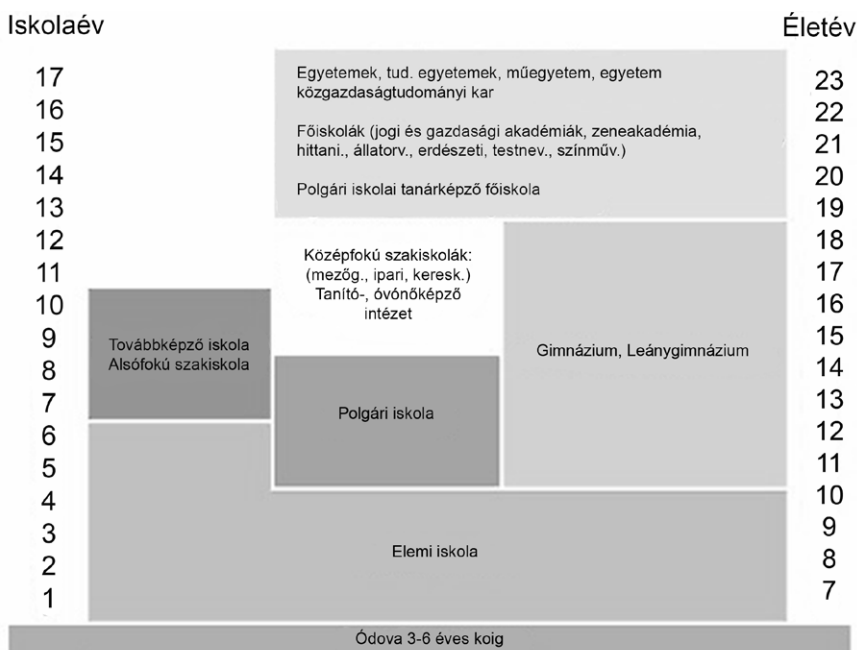 Iskolaév
Életév
17
16
15
14
13
12
11
10
9
8
7
6
5
4
3
2
1
Egyetemek, tud. egyetemek, műegyetem, egyetem
közgazdaságtudományi kar
Főiskolák (jogi és gazdasági akadémiák, zeneakadémia,
hittani., állatorv., erdészeti, testnev., színműv.)
Polgári iskolai tanárképző főiskola
Középfokú szakiskolák:
(mezőg., ipari, keresk.)
Tanító-, óvónőképző
intézet
Továbbképző iskola
Alsófokú szakiskola
Gimnázium, Leánygimnázium
Polgári iskola
Elemi iskola
23
22
21
20
19
18
17
16
15
14
13
12
11
10
9
8
7
Ódova 3-6 éves koig